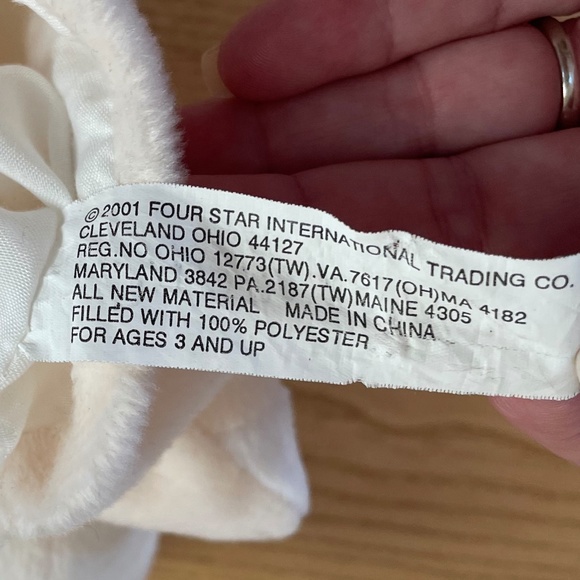 © 2001 FOUR STAR INTERNATIONAL TRADING CO.
CLEVELAND OHIO 44127
REG.NO OHIO 12773(TW).VA.7617(OH)MA 4182
MARYLAND 3842 PA.2187(TW)MAINE 4305
ALL NEW MATERIAL MADE IN CHINA
FILLED WITH 100% POLYESTER
FOR AGES 3 AND UP